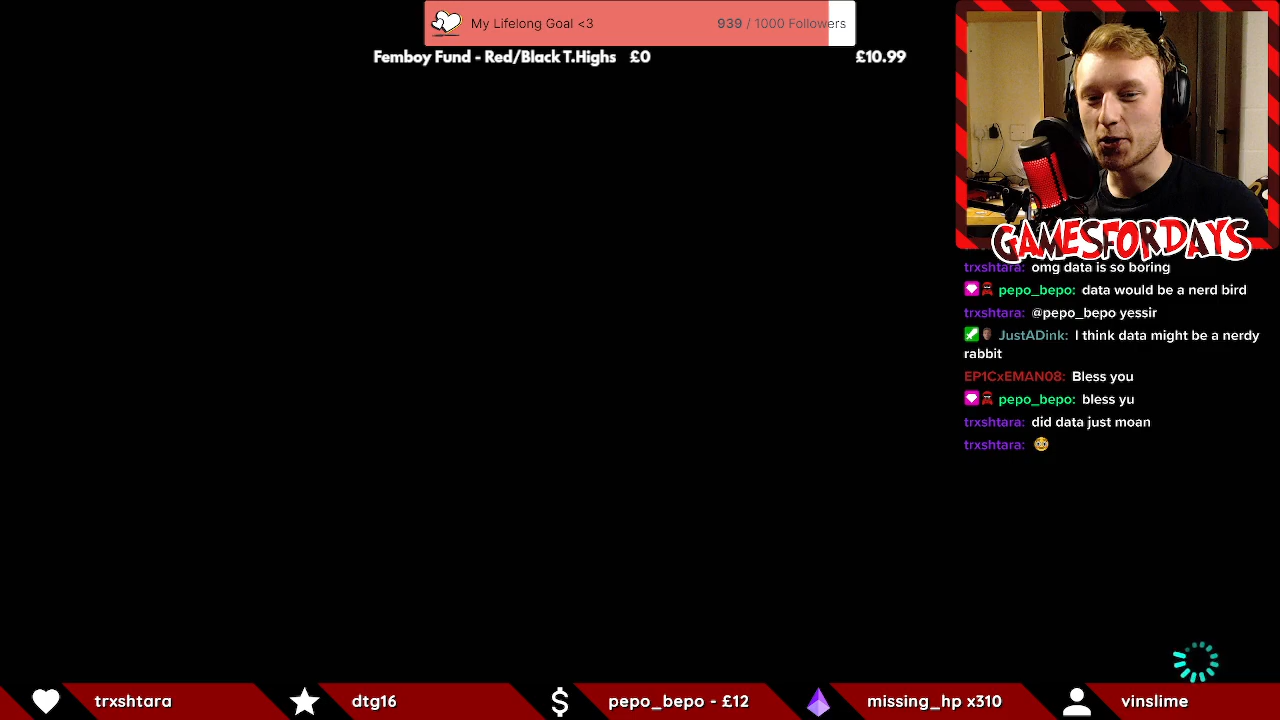 My Lifelong Goal <3 939 / 1000 Followers
Femboy Fund - Red/Black T.Highs £0 £10.99
GAMESFORDAYS
trxshtara: omg data is so boring
pepo_bepo: data would be a nerd bird
trxshtara: @pepo_bepo yessir
JustADink: I think data might be a nerdy
rabbit
EP1CxEMAN08: Bless you
pepo_bepo: bless yu
trxshtara: did data just moan
trxshtara: 😳
trxshtara dtg16 pepo_bepo - £12 missing_hp x310 vinslime